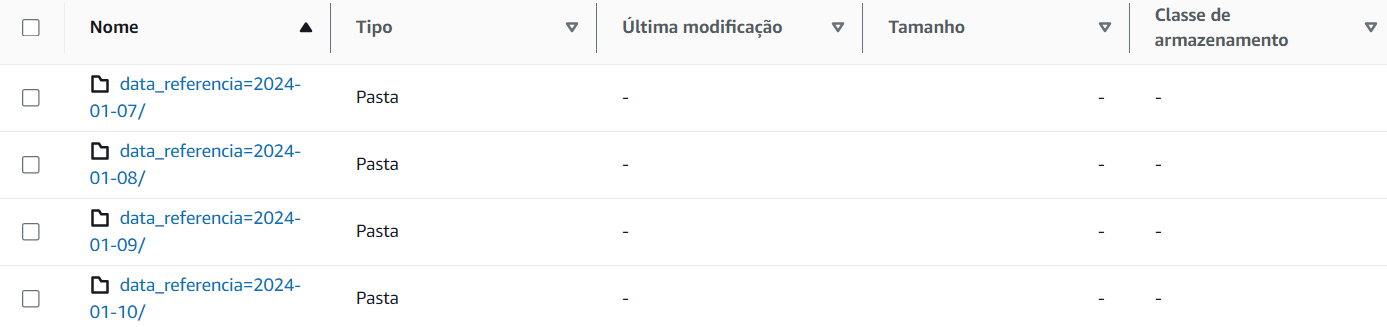 Nome Tipo Última modificação Tamanho Classe de
armazenamento
data_referencia=2024-
01-07/ Pasta - - -
data_referencia=2024-
01-08/ Pasta - - -
data_referencia=2024-
01-09/ Pasta - - -
data_referencia=2024-
01-10/ Pasta - - -